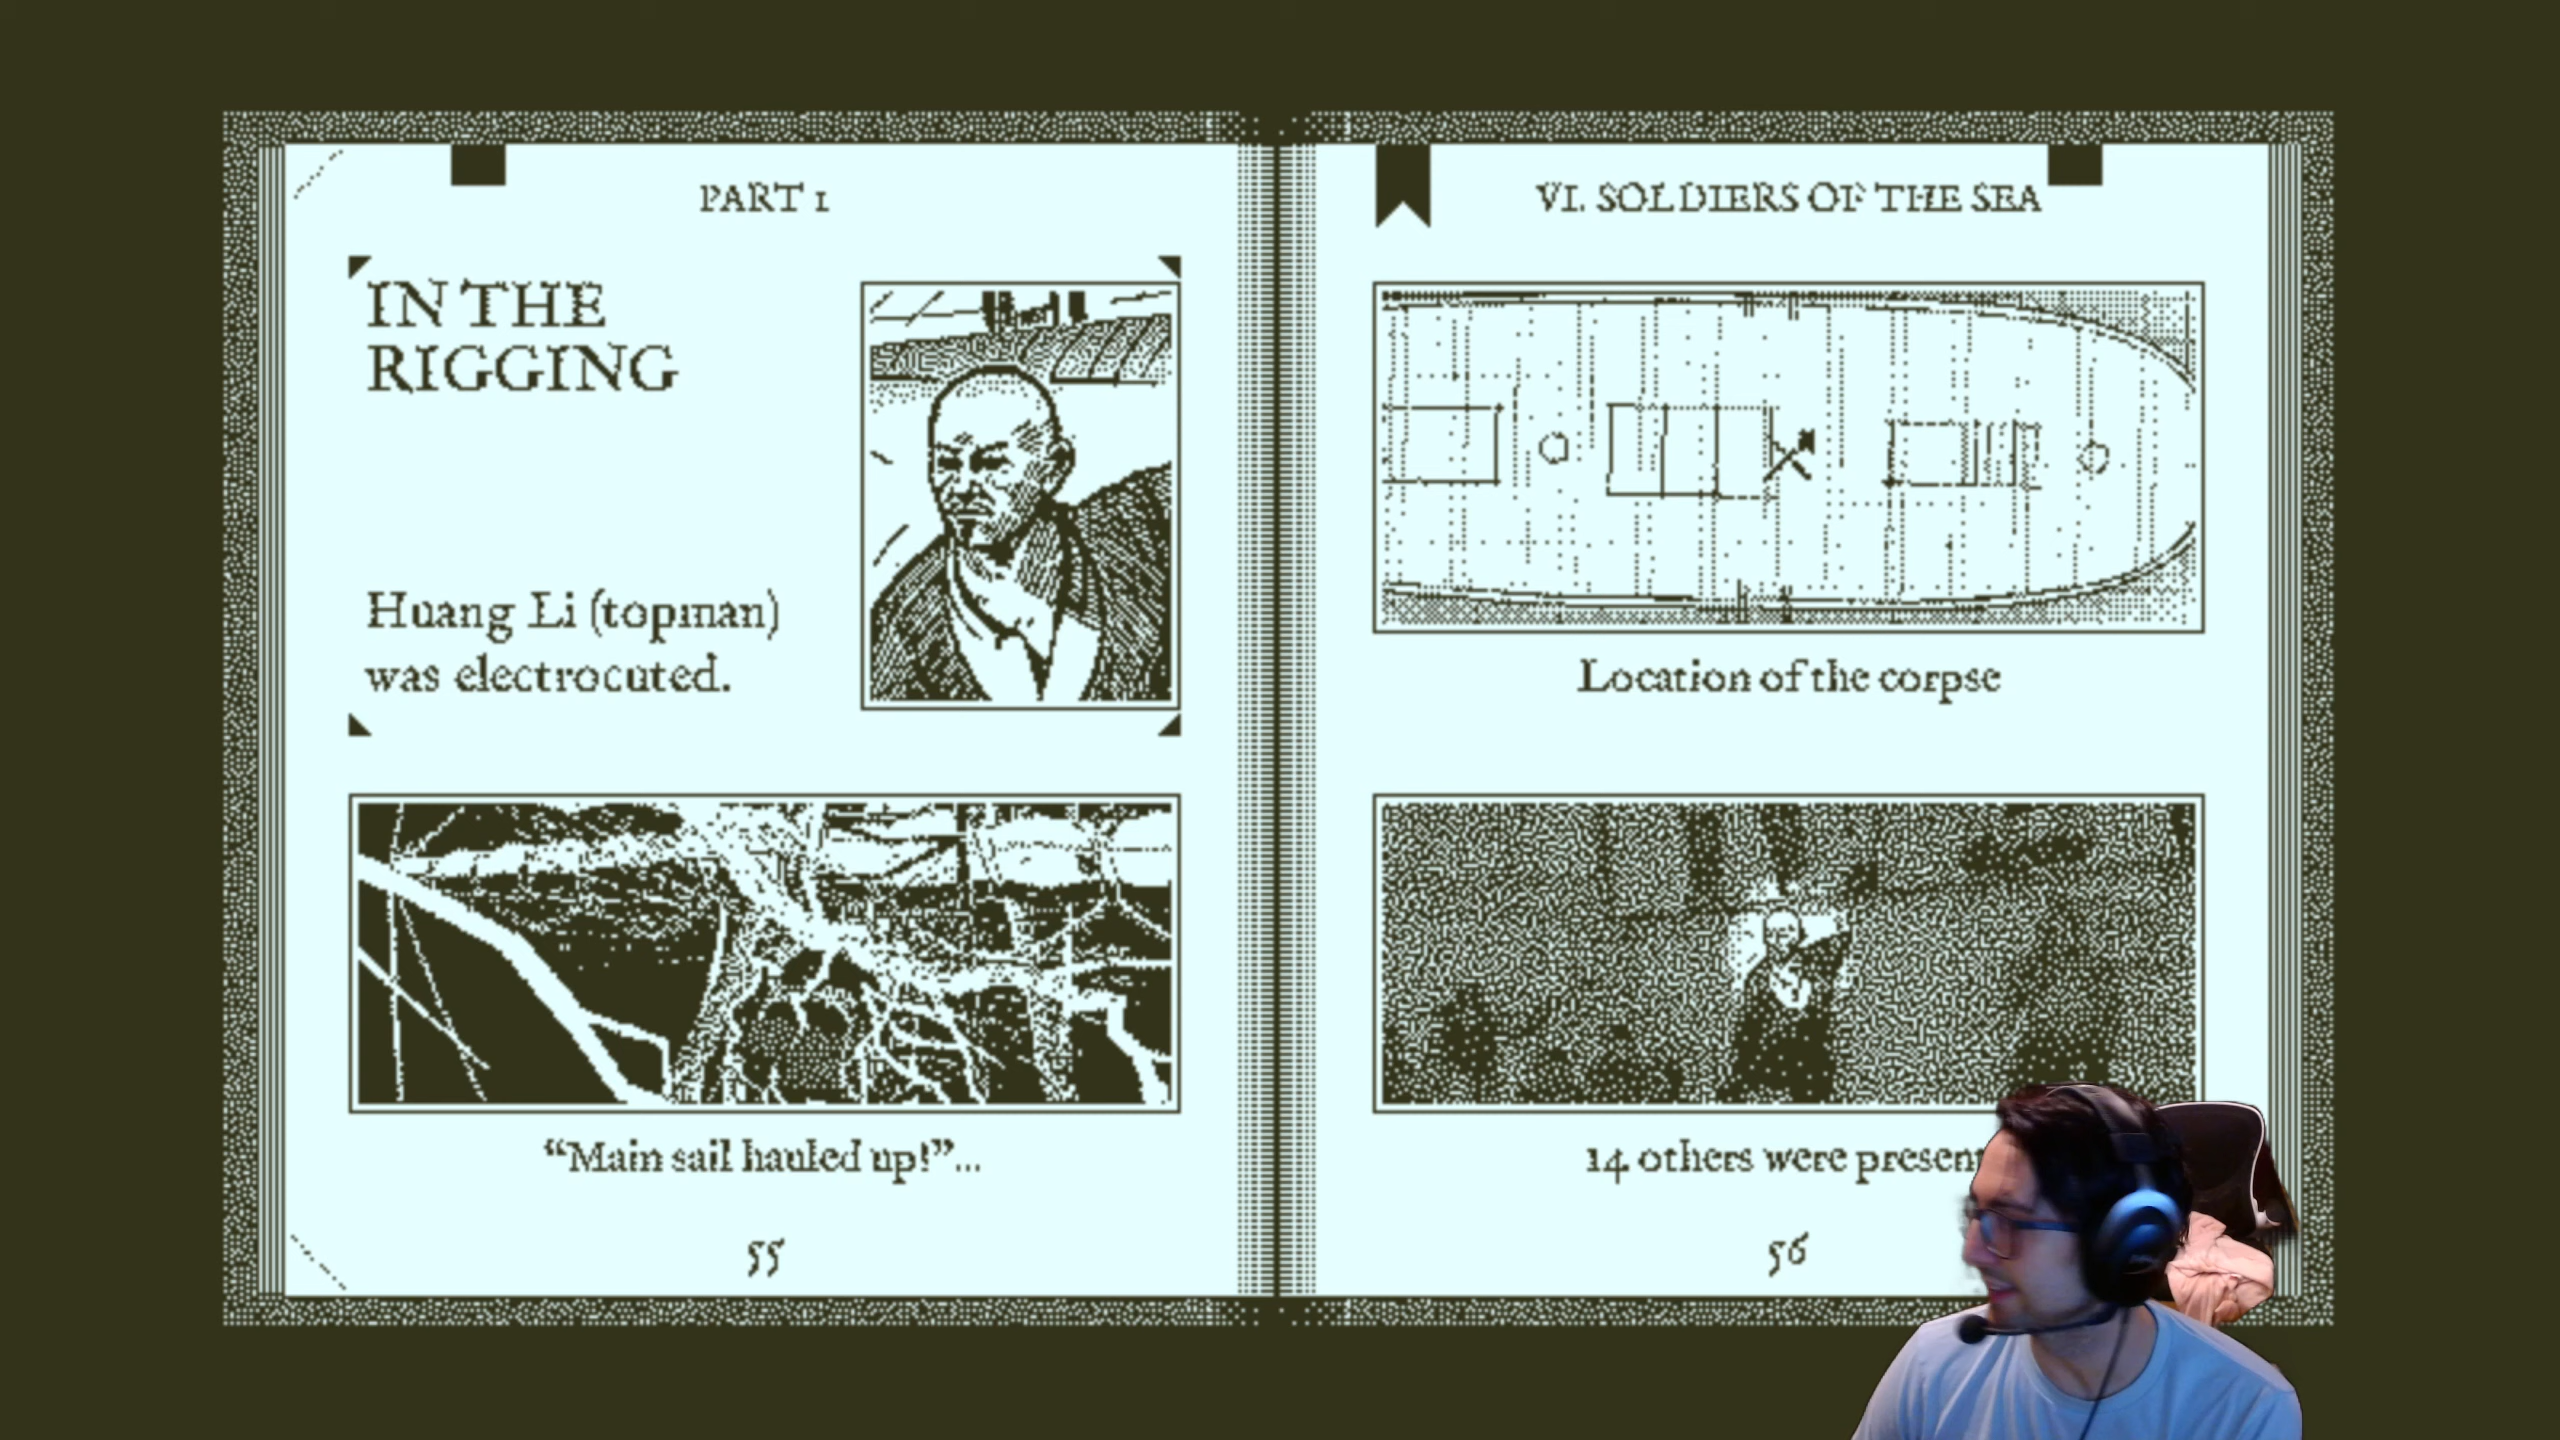 PART 1
IN THE
RIGGING
Huang Li (topman)
was electrocuted.
"Main sail hauled up!"...
55
VI. SOLDIERS OF THE SEA
Location of the corpse
14 others were present
56